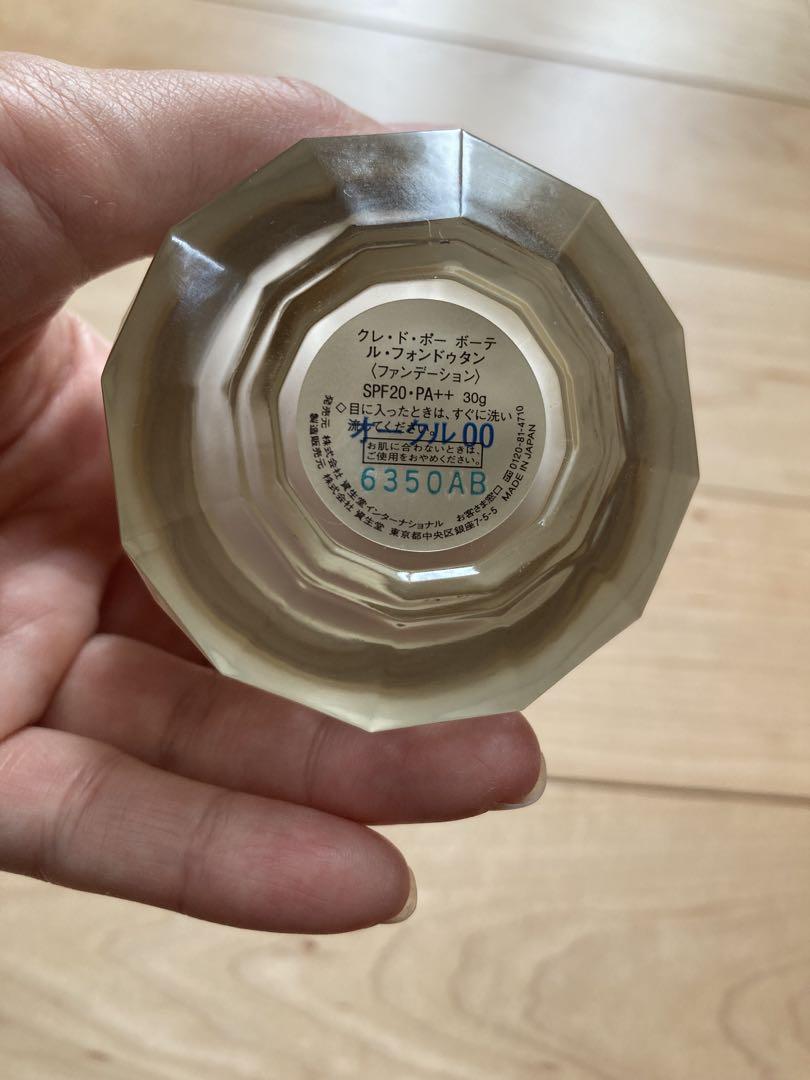 クレ・ド・ポー ボーテ
ル・フォンドゥタン
〈ファンデーション〉
SPF20・PA++ 30g
◇目に入ったときは、すぐに洗い
流してください。
オークル00
お肌に合わないときは、
ご使用をおやめください。
6350AB
発売元 株式会社 資生堂インターナショナル お客さま窓口 0120-81-4710
製造販売元 株式会社 資生堂 東京都中央区銀座7-5-5 MADE IN JAPAN